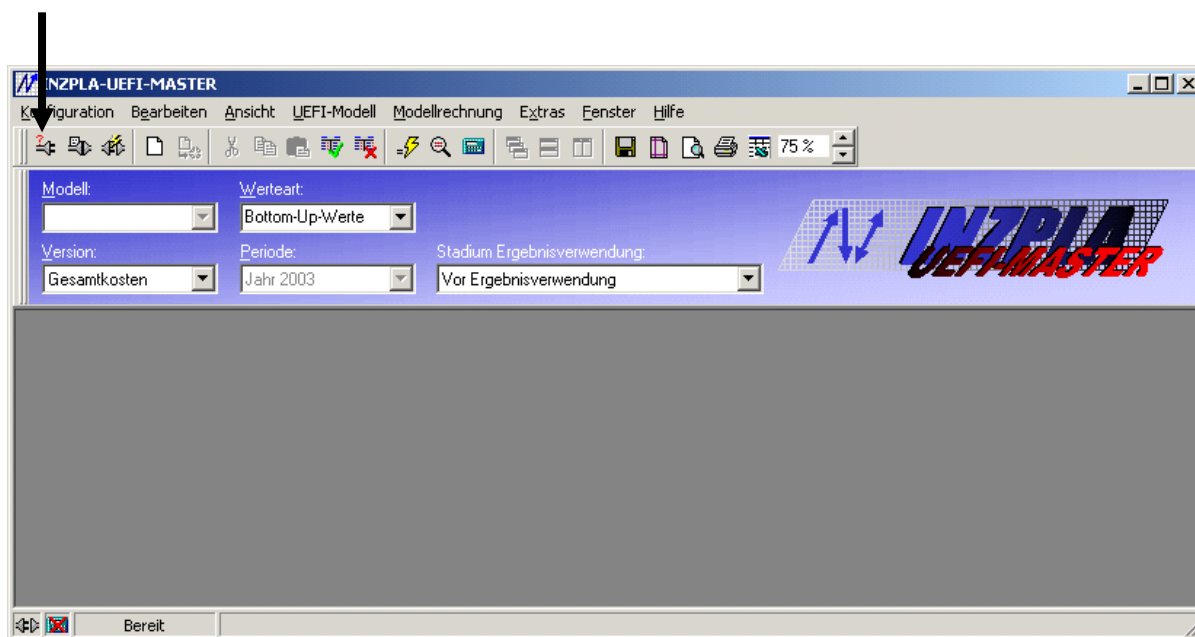 INZPLA-UEFI-MASTER
Konfiguration Bearbeiten Ansicht UEFI-Modell Modellrechnung Extras Fenster Hilfe
75 %
Modell: Werteart:
Bottom-Up-Werte
Version: Periode: Stadium Ergebnisverwendung:
Gesamtkosten Jahr 2003 Vor Ergebnisverwendung
INZPLA
UEFI-MASTER
Bereit